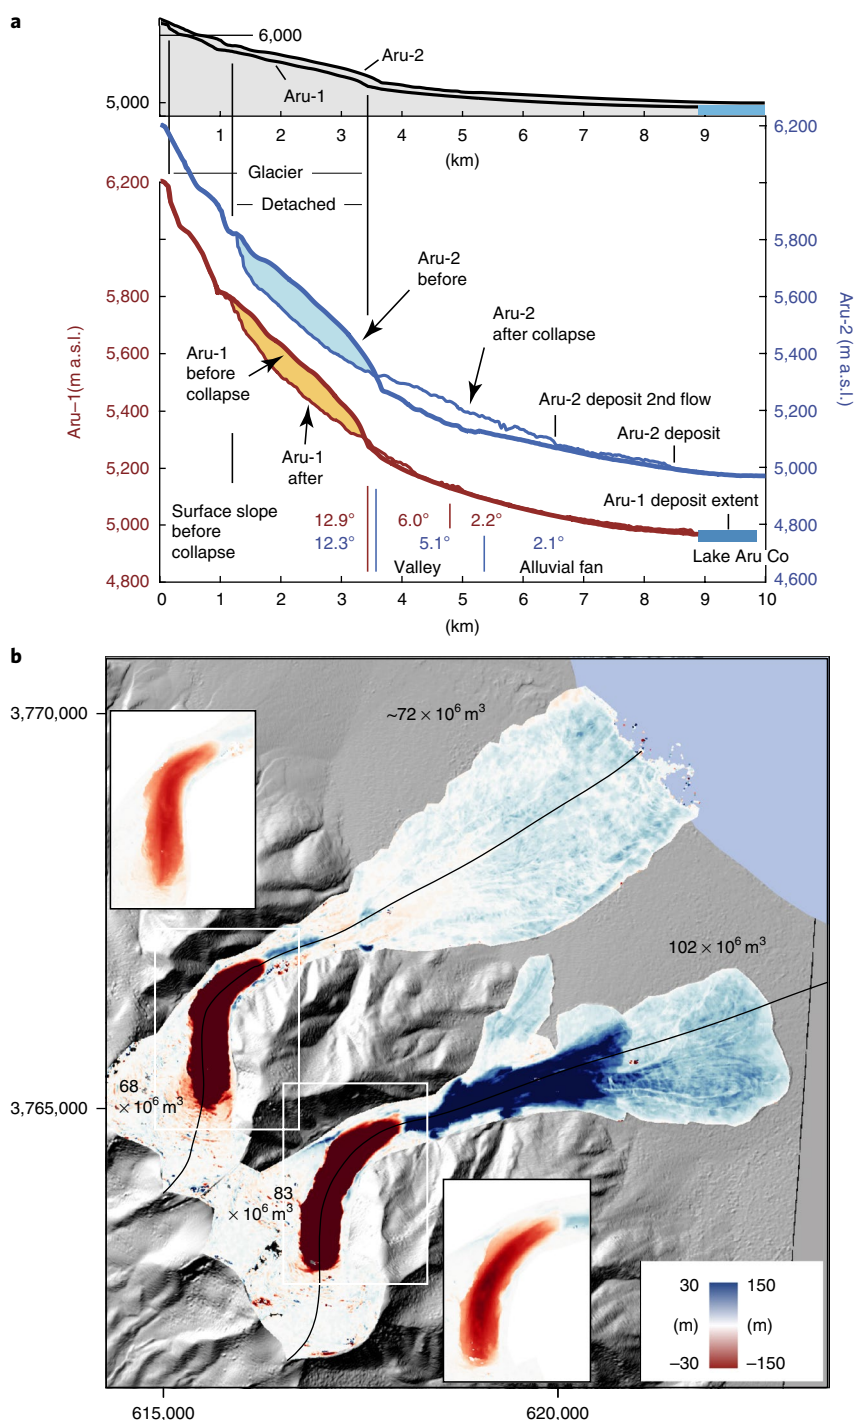 a
6,000
Aru-2
Aru-1
5,000
1 2 3 4 5 6 7 8 9
(km)
6,200
Glacier
6,200
Detached
Aru-2
before
5,800
5,800
5,600
Aru-2
after collapse
Aru-1
before
collapse
5,600
5,400
Aru-2 deposit 2nd flow
5,400
5,200
Aru-2 deposit
Aru-1
after
5,200
5,000
Aru-1 deposit extent
Surface slope
before
collapse
12.9° 6.0° 2.2°
5,000
4,800
12.3° 5.1° 2.1°
Lake Aru Co
Valley
Alluvial fan
4,800
4,600
0 1 2 3 4 5 6 7 8 9 10
(km)
Aru–1(m a.s.l.)
Aru-2 (m a.s.l.)
b
3,770,000
~72 × 10⁶ m³
102 × 10⁶ m³
68
× 10⁶ m³
3,765,000
83
× 10⁶ m³
30 150
(m) (m)
–30 –150
615.000
620.000